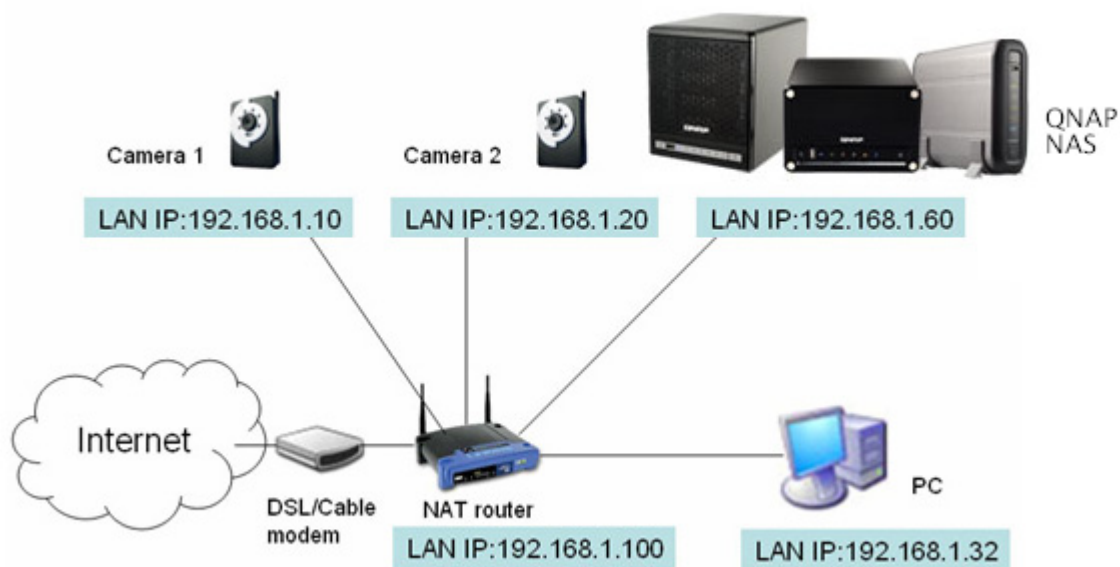 QNAP
NAS
Camera 1
Camera 2
LAN IP:192.168.1.10
LAN IP:192.168.1.20
LAN IP:192.168.1.60
Internet
DSL/Cable
modem
NAT router
PC
LAN IP:192.168.1.100
LAN IP:192.168.1.32